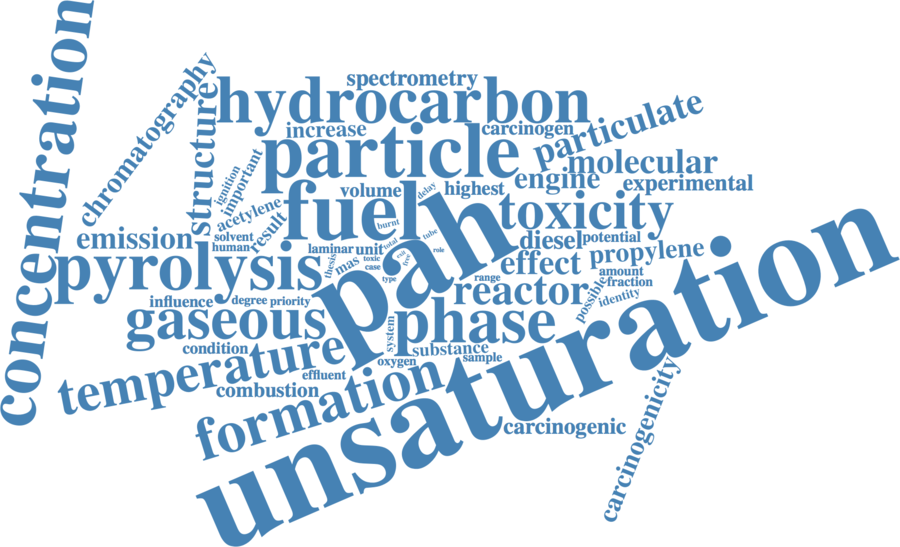 concentration
chromatography
structure
hydrocarbon
spectrometry
increase
carcinogen
particulate
particle
molecular
ignition
important
engine
experimental
acetylene
volume
delay
highest
fuel
pah
toxicity
result
burnt
emission
solvent
human
laminar
unit
total
tube
diesel
potential
propylene
pyrolysis
thesis
mas
toxic
case
role
effect
type
range
reactor
amount
fraction
possible
identity
influence
degree
priority
gaseous
system
phase
condition
substance
sample
oxygen
temperature
effluent
combustion
formation
unsaturation
carcinogenic
carcinogenicity